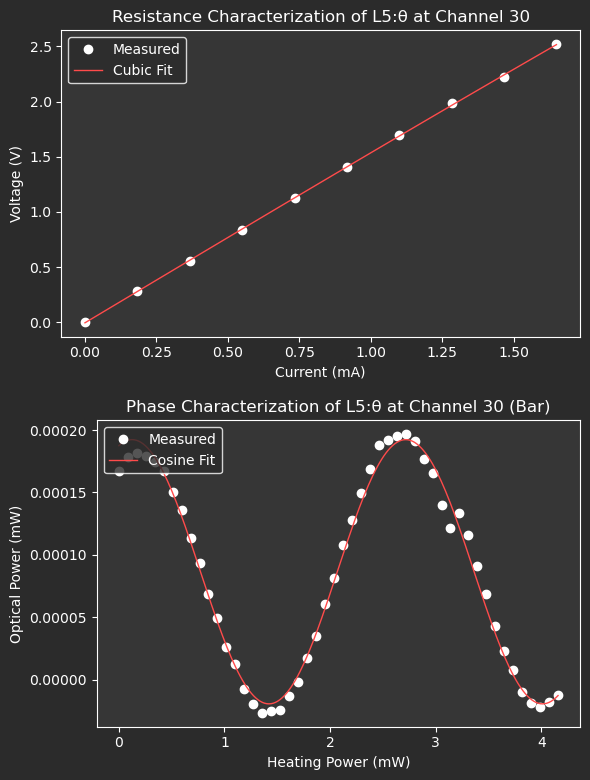 Resistance Characterization of L5:θ at Channel 30
Measured
Cubic Fit
2.5
2.0
1.5
1.0
0.5
0.0
Voltage (V)
0.00 0.25 0.50 0.75 1.00 1.25 1.50
Current (mA)
Phase Characterization of L5:θ at Channel 30 (Bar)
Measured
Cosine Fit
0.00020
0.00015
0.00010
0.00005
0.00000
Optical Power (mW)
0 1 2 3 4
Heating Power (mW)